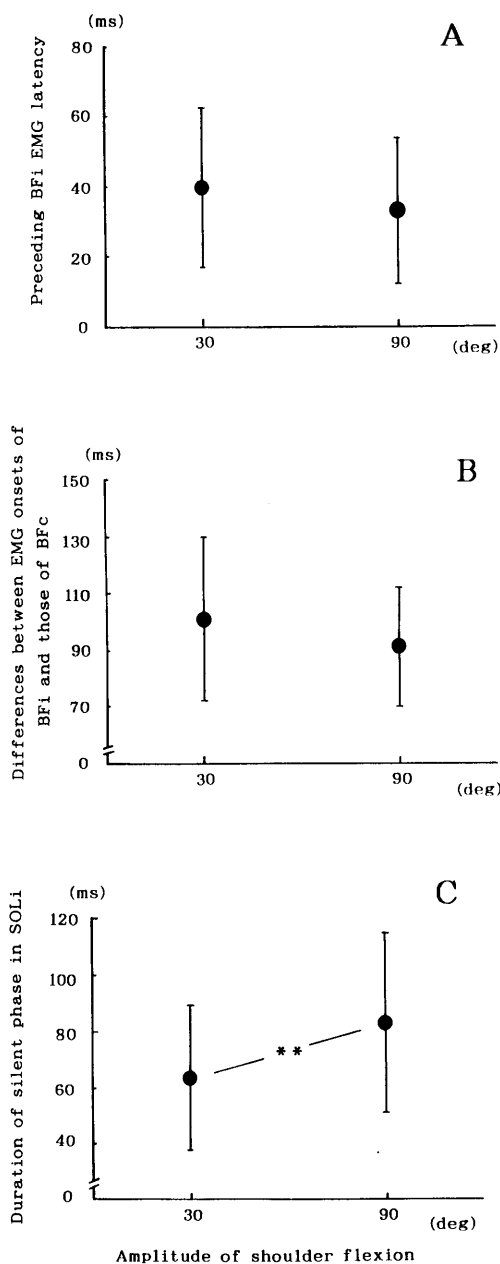 (ms)
A
80
60
40
20
0
Preceding BFi EMG latency
30
90
(deg)
(ms)
B
150
130
110
90
70
0
Differences between EMG onsets of
BFi and those of BFc
30
90
(deg)
(ms)
C
120
100
80
60
40
0
Duration of silent phase in SOLi
**
30
90
(deg)
Amplitude of shoulder flexion